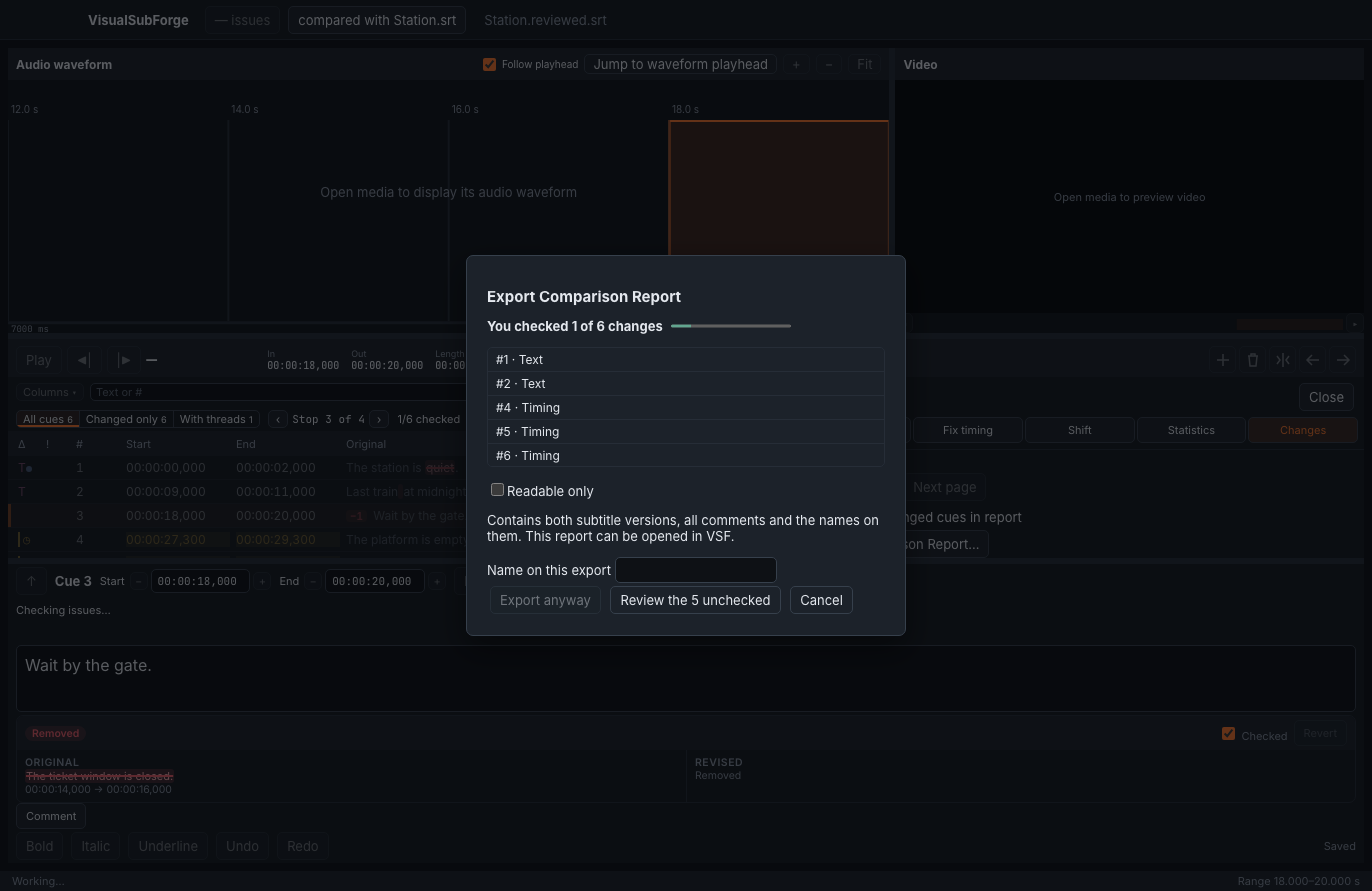 VisualSubForge — issues compared with Station.srt Station.reviewed.srt
Audio waveform Follow playhead Jump to waveform playhead + − Fit Video
12.0 s 14.0 s 16.0 s 18.0 s
Open media to display its audio waveform
Open media to preview video
7080 ms
Play In Out Length
00:00:18,000 00:00:20,000 00:00
Columns Text or # Close
All cues 6 Changed only 6 With threads 1 ‹ Stop 3 of 4 › 1/6 checked
Fix timing Shift Statistics Changes
Δ ! # Start End Original
T● 1 00:00:00,000 00:00:02,000 The station is quiet.
T 2 00:00:09,000 00:00:11,000 Last train at midnight
3 00:00:18,000 00:00:20,000 −1 Wait by the gate
4 00:00:27,300 00:00:29,300 The platform is empty
Next page
nged cues in report
son Report...
Export Comparison Report
You checked 1 of 6 changes
#1 · Text
#2 · Text
#4 · Timing
#5 · Timing
#6 · Timing
Readable only
Contains both subtitle versions, all comments and the names on
them. This report can be opened in VSF.
Name on this export
Export anyway Review the 5 unchecked Cancel
↑ Cue 3 Start − 00:00:18,000 + End − 00:00:20,000 +
Checking issues...
Wait by the gate.
Removed Checked Revert
ORIGINAL REVISED
The ticket window is closed. Removed
00:00:14,000 → 00:00:16,000
Comment
Bold Italic Underline Undo Redo Saved
Working... Range 18.000–20.000 s